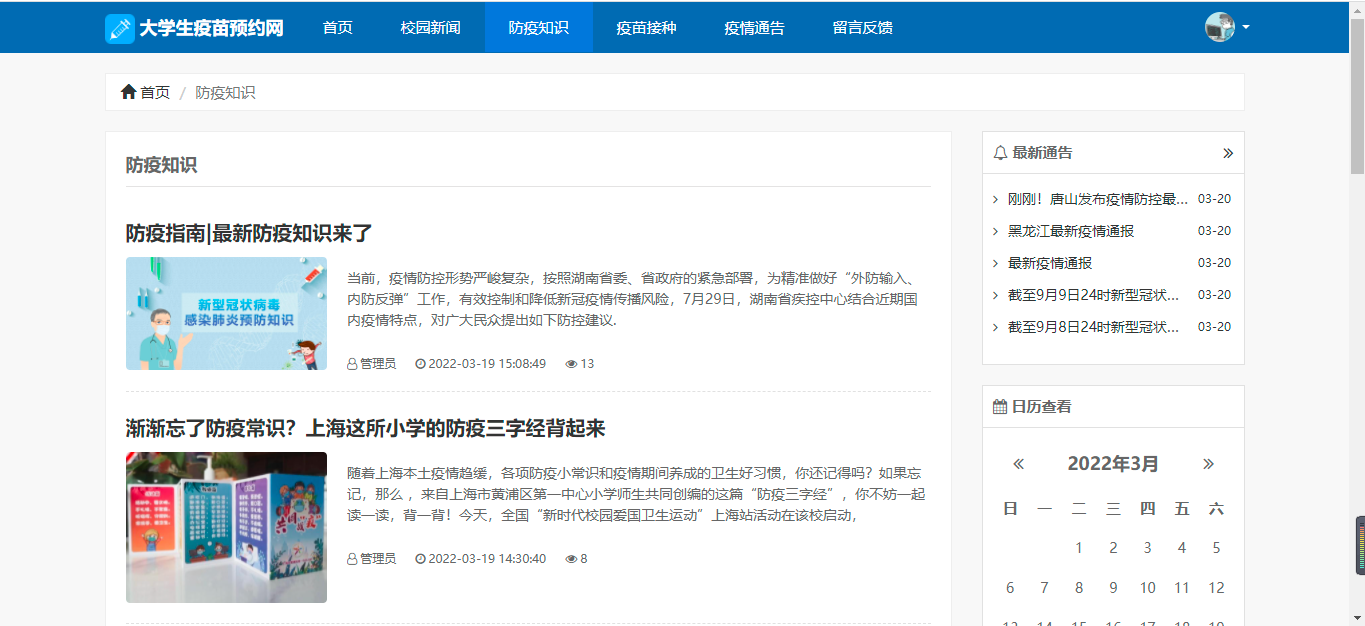 大学生疫苗预约网
首页
校园新闻
防疫知识
疫苗接种
疫情通告
留言反馈
首页 / 防疫知识
防疫知识
防疫指南|最新防疫知识来了
新型冠状病毒
感染肺炎预防知识
当前，疫情防控形势严峻复杂，按照湖南省委、省政府的紧急部署，为精准做好“外防输入、
内防反弹”工作，有效控制和降低新冠疫情传播风险，7月29日，湖南省疾控中心结合近期国
内疫情特点，对广大民众提出如下防控建议.
管理员 2022-03-19 15:08:49 13
渐渐忘了防疫常识？上海这所小学的防疫三字经背起来
随着上海本土疫情趋缓，各项防疫小常识和疫情期间养成的卫生好习惯，你还记得吗？如果忘
记，那么 ，来自上海市黄浦区第一中心小学师生共同创编的这篇“防疫三字经”，你不妨一起
读一读，背一背！今天，全国“新时代校园爱国卫生运动”上海站活动在该校启动，
管理员 2022-03-19 14:30:40 8
最新通告 »
刚刚！唐山发布疫情防控最... 03-20
黑龙江最新疫情通报 03-20
最新疫情通报 03-20
截至9月9日24时新型冠状... 03-20
截至9月8日24时新型冠状... 03-20
日历查看
« 2022年3月 »
日 一 二 三 四 五 六
1 2 3 4 5
6 7 8 9 10 11 12
13 14 15 16 17 18 19